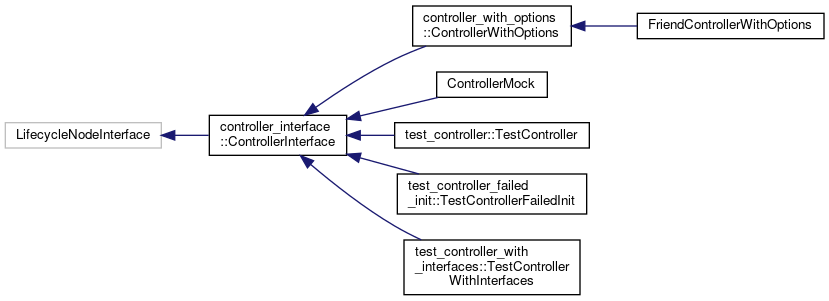 LifecycleNodeInterface
controller_interface
::ControllerInterface
controller_with_options
::ControllerWithOptions
FriendControllerWithOptions
ControllerMock
test_controller::TestController
test_controller_failed
_init::TestControllerFailedInit
test_controller_with
_interfaces::TestController
WithInterfaces